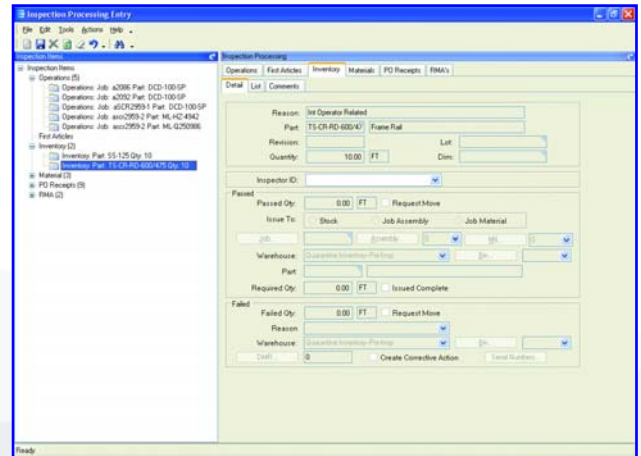 Inspection Processing Entry
File Edit Tools Actions Help
Inspection Items
Inspection Items
Operations (5)
Operations: Job: a2086 Part: DCD-100-SP
Operations: Job: a2092 Part: DCD-100-SP
Operations: Job: aSCR2959-1 Part: DCD-100-SP
Operations: Job: asco2959-2 Part: ML-HZ-4942
Operations: Job: asco2959-2 Part: ML-G250986
First Articles
Inventory (2)
Inventory: Part: SS-125 Qty: 10
Inventory: Part: TS-CR-RD-600/475 Qty: 10
Material (3)
PO Receipts (9)
RMA (2)
Inspection Processing
Operations First Articles Inventory Materials PO Receipts RMA's
Detail List Comments
Reason: Int Operator Related
Part: TS-CR-RD-600/47 Frame Rail
Revision: Lot:
Quantity: 10.00 FT Dim:
Inspector ID:
Passed
Passed Qty: 0.00 FT Request Move
Issue To: Stock Job Assembly Job Material
Job... Assembly... 0 Mtl... 0
Warehouse: Bin...
Part:
Required Qty: 0.00 FT Issued Complete
Failed
Failed Qty: 0.00 FT Request Move
Reason
Warehouse: Bin...
DMR... 0 Create Corrective Action Serial Numbers...
Ready